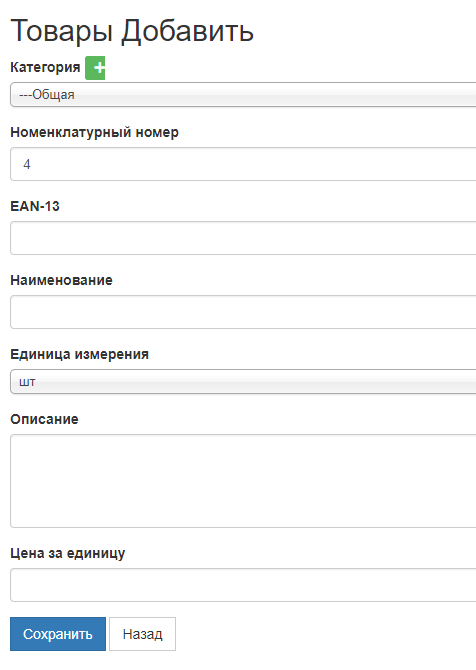 Товары Добавить
Категория +
---Общая
Номенклатурный номер
4
EAN-13
Наименование
Единица измерения
шт
Описание
Цена за единицу
Сохранить Назад